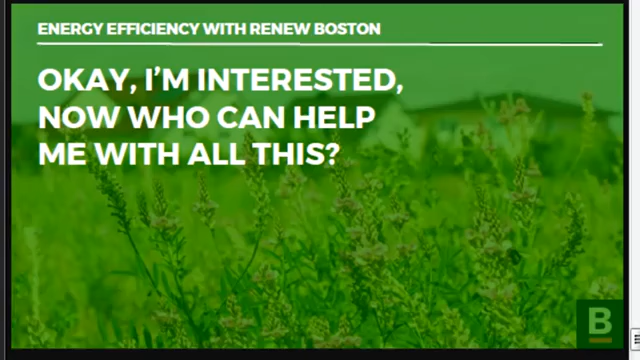 ENERGY EFFICIENCY WITH RENEW BOSTON
OKAY, I'M INTERESTED,
NOW WHO CAN HELP
ME WITH ALL THIS?
B